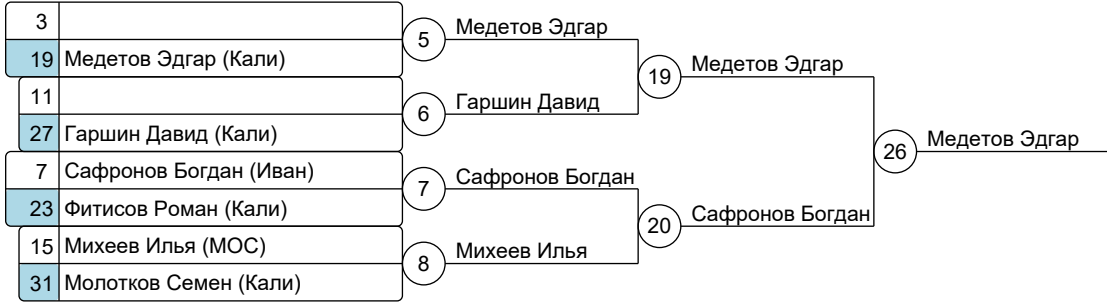 3
19 Медетов Эдгар (Кали)
11
27 Гаршин Давид (Кали)
7 Сафронов Богдан (Иван)
23 Фитисов Роман (Кали)
15 Михеев Илья (МОС)
31 Молотков Семен (Кали)
5 Медетов Эдгар
6 Гаршин Давид
7 Сафронов Богдан
8 Михеев Илья
19 Медетов Эдгар
20 Сафронов Богдан
26 Медетов Эдгар